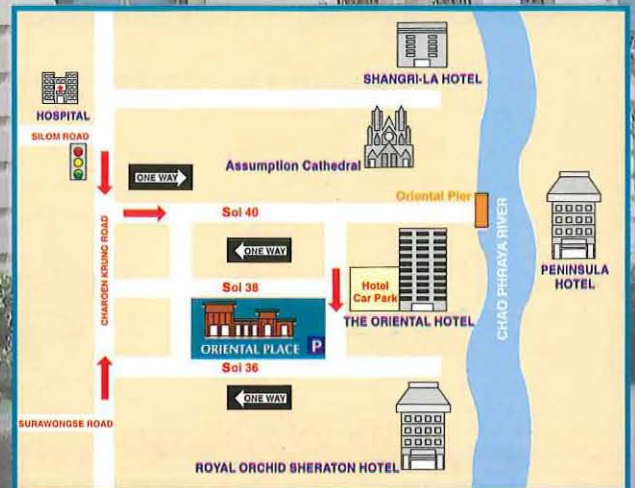 SHANGRI-LA HOTEL
HOSPITAL
SILOM ROAD
Assumption Cathedral
ONE WAY
Oriental Pier
Soi 40
CHAROEN KRUNG ROAD
CHAO PHRAYA RIVER
ONE WAY
PENINSULA
HOTEL
Hotel
Car Park
Soi 38
THE ORIENTAL HOTEL
ORIENTAL PLACE P
Soi 36
ONE WAY
SURAWONGSE ROAD
ROYAL ORCHID SHERATON HOTEL